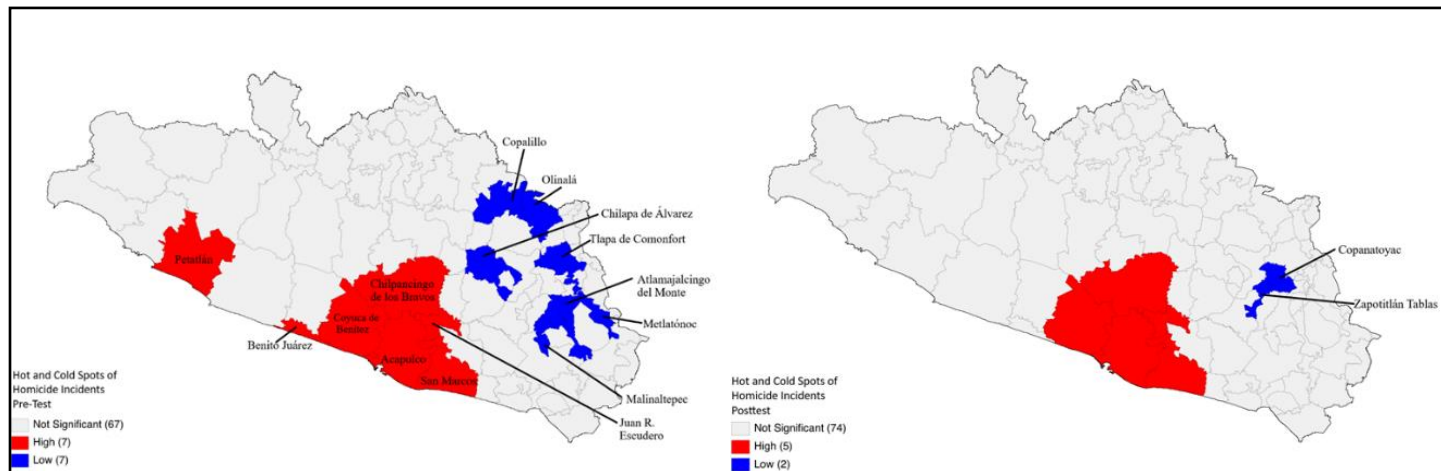 Copalillo
Olinalá
Chilapa de Álvarez
Tlapa de Comonfort
Atlamajalcingo
del Monte
Metlatónoc
Malinaltepec
Juan R.
Escudero
Petatlán
Chilpancingo
de los Bravos
Coyuca de
Benítez
Benito Juárez
Acapulco
San Marcos
Hot and Cold Spots of
Homicide Incidents
Pre-Test
Not Significant (67)
High (7)
Low (7)
Copanatoyac
Zapotitlán Tablas
Hot and Cold Spots of
Homicide Incidents
Posttest
Not Significant (74)
High (5)
Low (2)